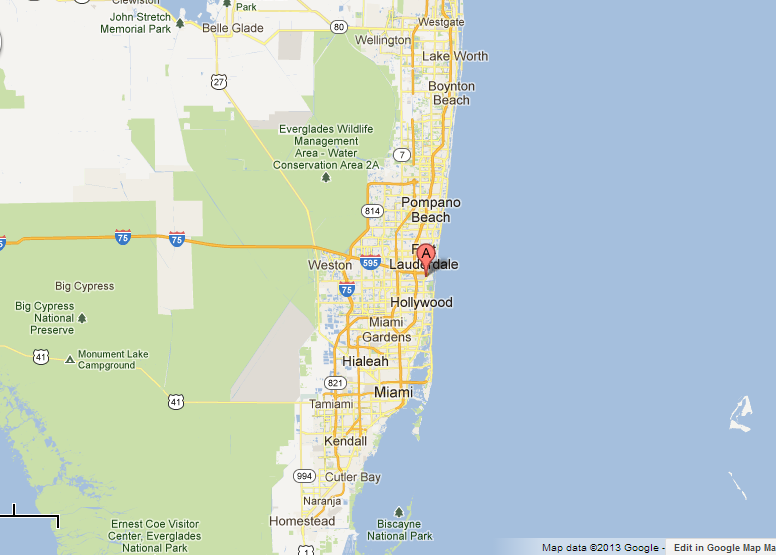 Clewiston
John Stretch
Memorial Park
Park
Belle Glade
Westgate
80
Wellington
Lake Worth
27
Boynton
Beach
Everglades Wildlife
Management
Area - Water
Conservation Area 2A
7
814
Pompano
Beach
75
75
Fort
Lauderdale
A
595
Weston
75
Big Cypress
Big Cypress
National
Preserve
Hollywood
Miami
Gardens
41
Monument Lake
Campground
Hialeah
821
Miami
41
Tamiami
Kendall
994
Cutler Bay
Naranja
Homestead
Ernest Coe Visitor
Center, Everglades
National Park
Biscayne
National Park
1
Map data ©2013 Google -
Edit in Google Map Ma